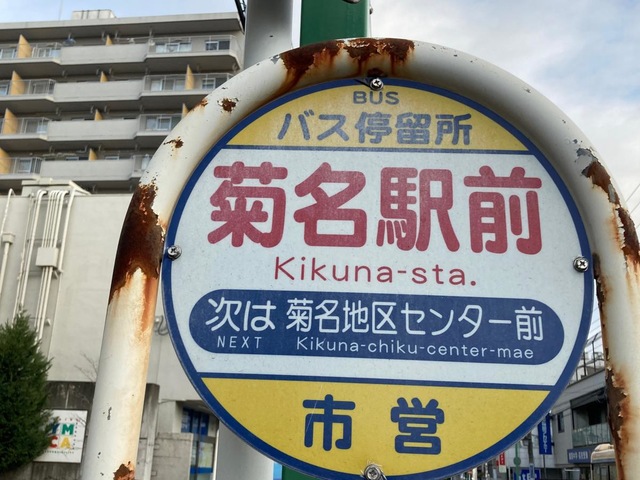 BUS
バス停留所
菊名駅前
Kikuna-sta.
次は 菊名地区センター前
NEXT Kikuna-chiku-center-mae
市営